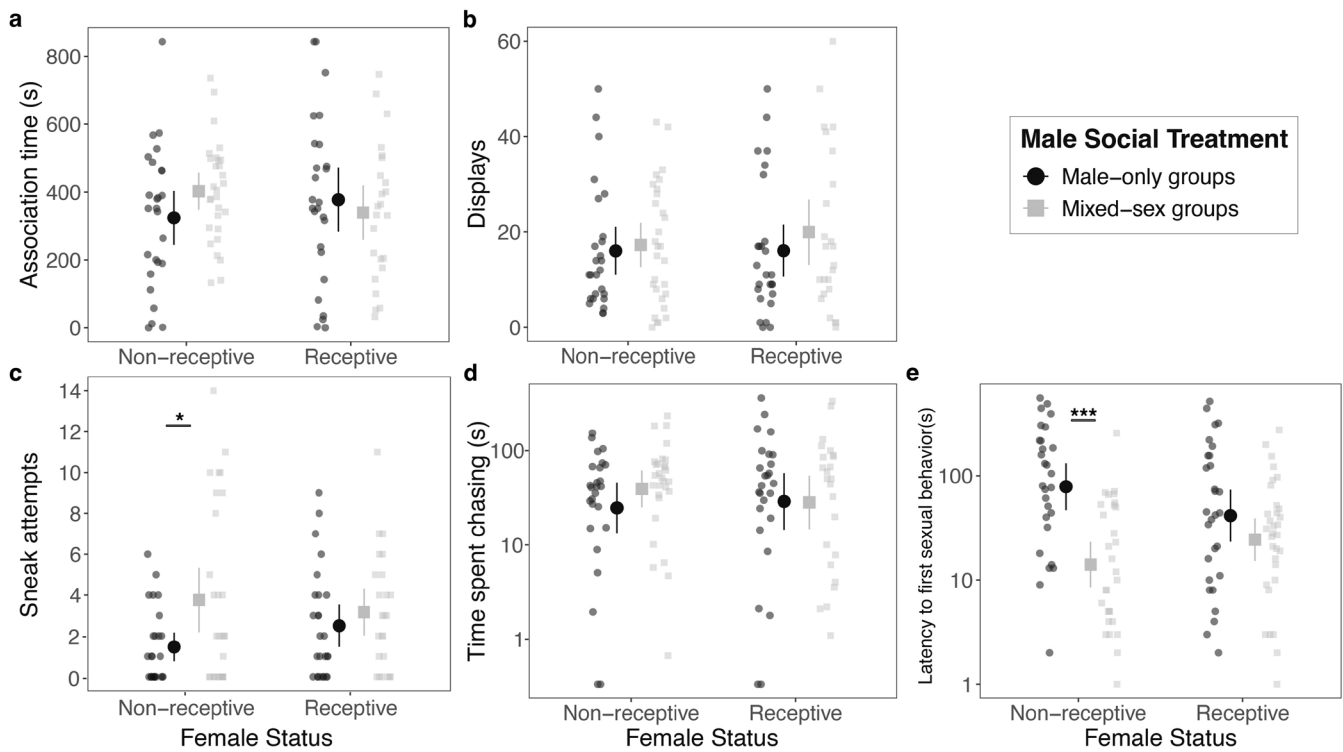 a
Association time (s)
800
600
400
200
0
Non−receptive
Receptive
b
Displays
60
40
20
0
Non−receptive
Receptive
Male Social Treatment
Male−only groups
Mixed−sex groups
c
Sneak attempts
14
12
10
8
6
4
2
0
*
Non−receptive
Receptive
Female Status
d
Time spent chasing (s)
100
10
1
Non−receptive
Receptive
Female Status
e
Latency to first sexual behavior(s)
100
10
1
***
Non−receptive
Receptive
Female Status